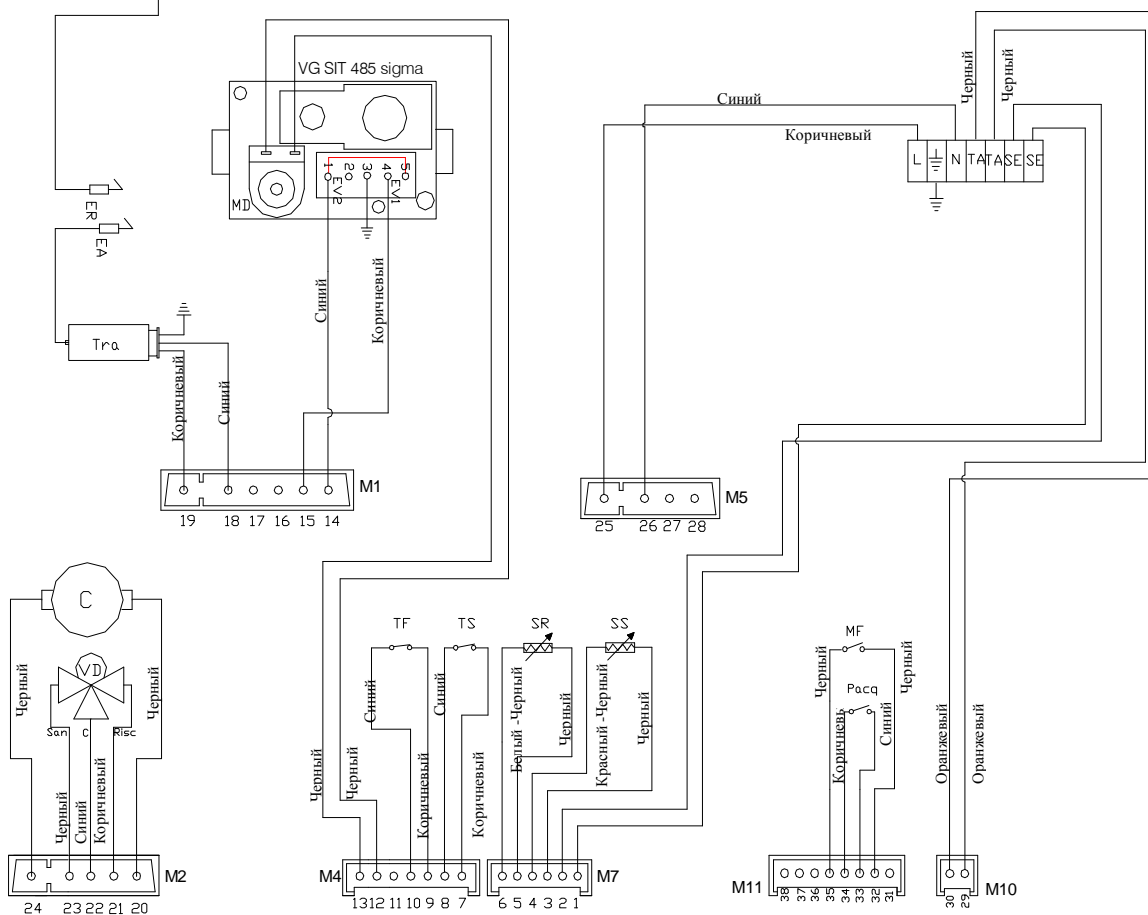 VG SIT 485 sigma
Синий
Черный
Черный
Коричневый
L
N
TA
TA
SE
SE
1
2
3
4
5
EV2
EV1
MD
ER
EA
Синий
Коричневый
Tra
Коричневый
Синий
M1
19 18 17 16 15 14
M5
25 26 27 28
C
TF
TS
SR
SS
MF
Pacq
VD
San C Risc
Черный
Черный
Синий
Синий
Белый -Черный
Черный
Красный -Черный
Черный
Черный
Черный
Коричневь
Синий
Оранжевый
Оранжевый
Черный
Черный
Коричневый
Коричневый
Черный
Синий
Коричневый
M2
24 23 22 21 20
M4
13 12 11 10 9 8 7
M7
6 5 4 3 2 1
M11
38 37 36 35 34 33 32 31
M10
30 29